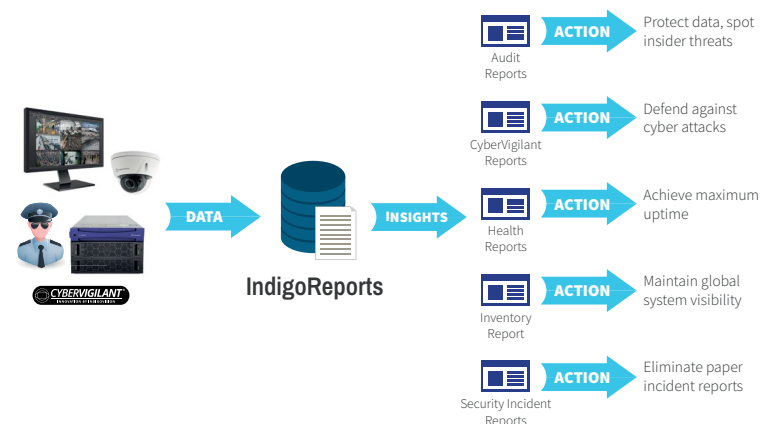 CYBERVIGILANT
DATA
IndigoReports
INSIGHTS
Audit
Reports
ACTION
Protect data, spot
insider threats
CyberVigilant
Reports
ACTION
Defend against
cyber attacks
Health
Reports
ACTION
Achieve maximum
uptime
Inventory
Report
ACTION
Maintain global
system visibility
Security Incident
Reports
ACTION
Eliminate paper
incident reports